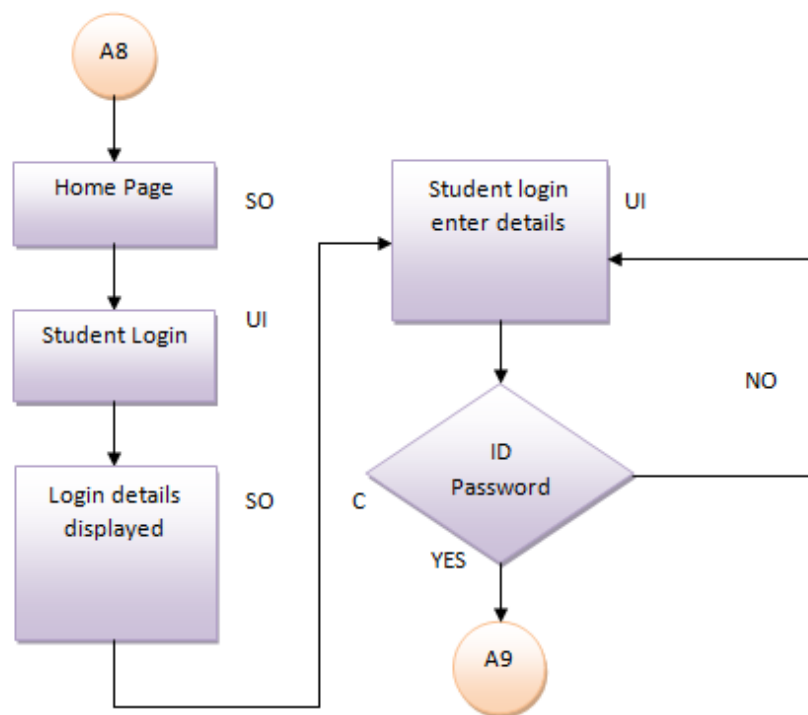 A8
Home Page
SO
Student Login
UI
Login details
displayed
SO
Student login
enter details
UI
NO
ID
Password
C
YES
A9